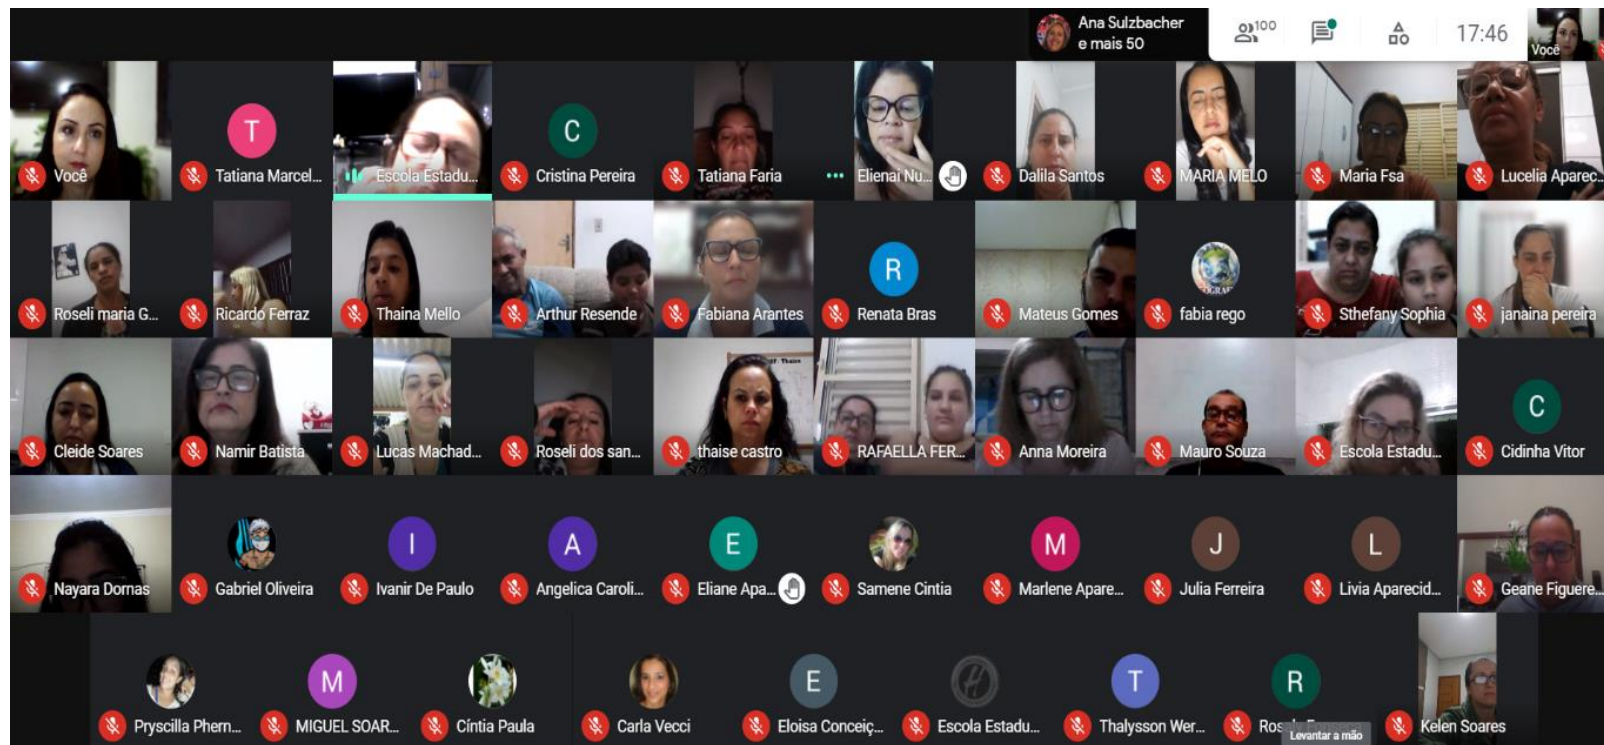 Ana Sulzbacher
e mais 50
100
17:46
Você
Você
T
Tatiana Marcel...
Escola Estadu...
C
Cristina Pereira
Tatiana Faria
Elienai Nu...
Dalila Santos
MARIA MELO
Maria Fsa
Lucelia Aparec...
Roseli maria G...
Ricardo Ferraz
Thaina Mello
Arthur Resende
Fabiana Arantes
R
Renata Bras
Mateus Gomes
fabia rego
Sthefany Sophia
janaina pereira
Cleide Soares
Namir Batista
Lucas Machad...
Roseli dos san...
thaise castro
RAFAELLA FER...
Anna Moreira
Mauro Souza
Escola Estadu...
C
Cidinha Vitor
Nayara Dornas
Gabriel Oliveira
I
Ivanir De Paulo
A
Angelica Caroli...
E
Eliane Apa...
Samene Cintia
M
Marlene Apare...
J
Julia Ferreira
L
Livia Aparecid...
Geane Figuere...
Pryscilla Phern...
M
MIGUEL SOAR...
Cíntia Paula
Carla Vecci
E
Eloisa Conceiç...
Escola Estadu...
T
Thalysson Wer...
R
Levantar a mão
Kelen Soares